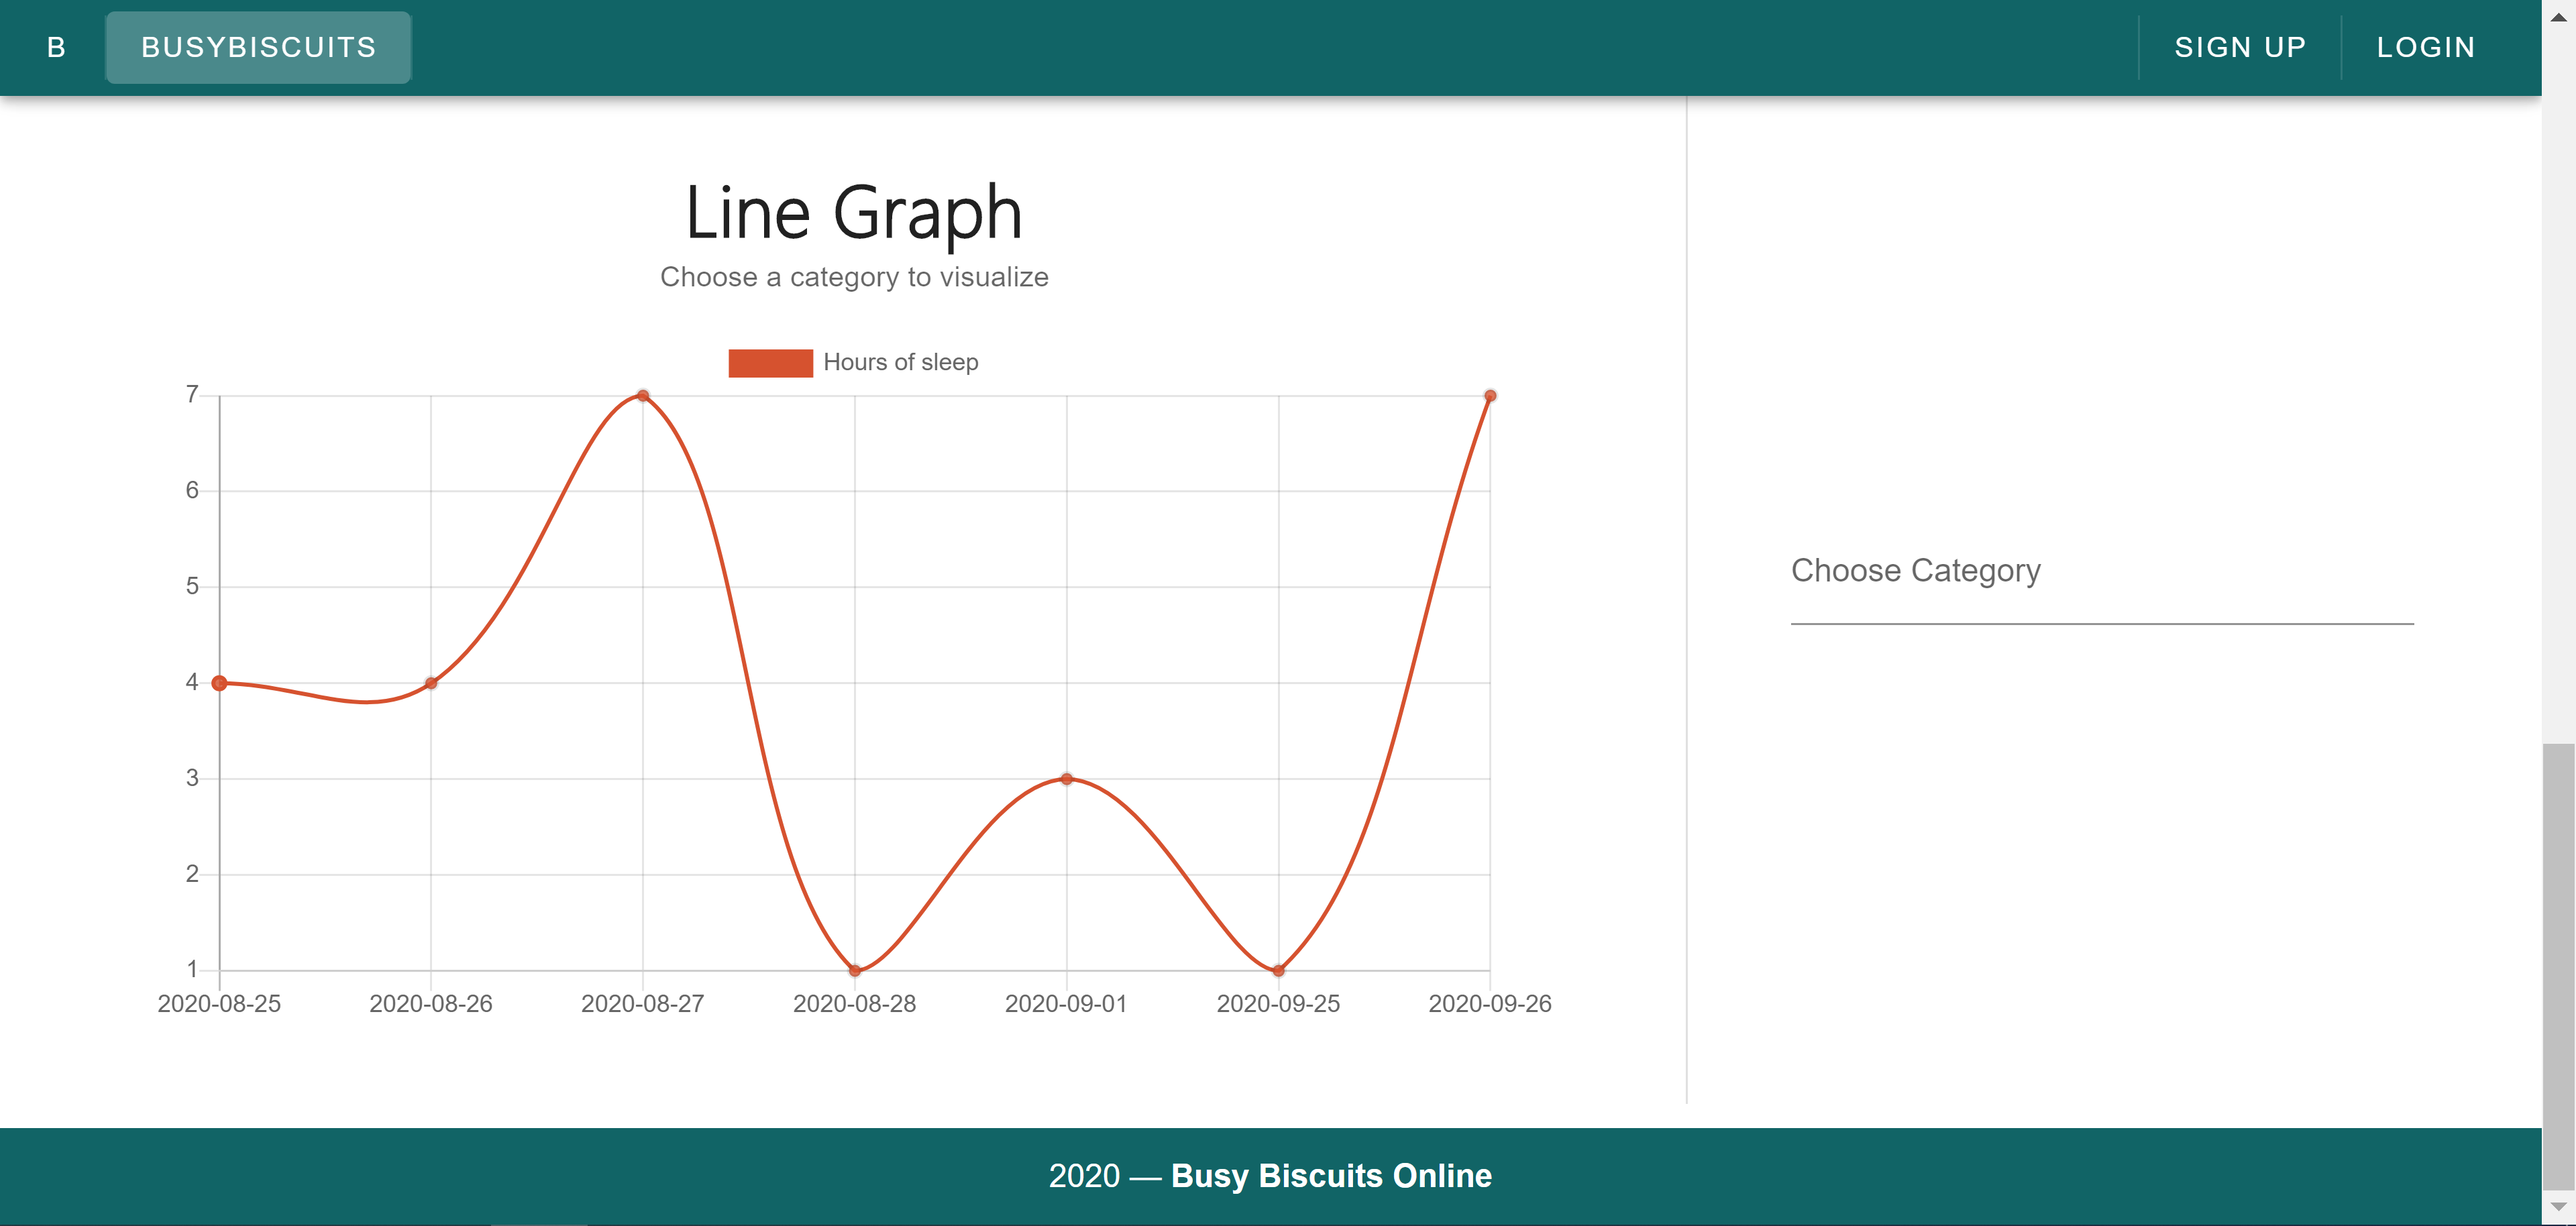 B BUSYBISCUITS SIGN UP LOGIN
Line Graph
Choose a category to visualize
Hours of sleep
7
6
5
4
3
2
1
2020-08-25 2020-08-26 2020-08-27 2020-08-28 2020-09-01 2020-09-25 2020-09-26
Choose Category
2020 — Busy Biscuits Online